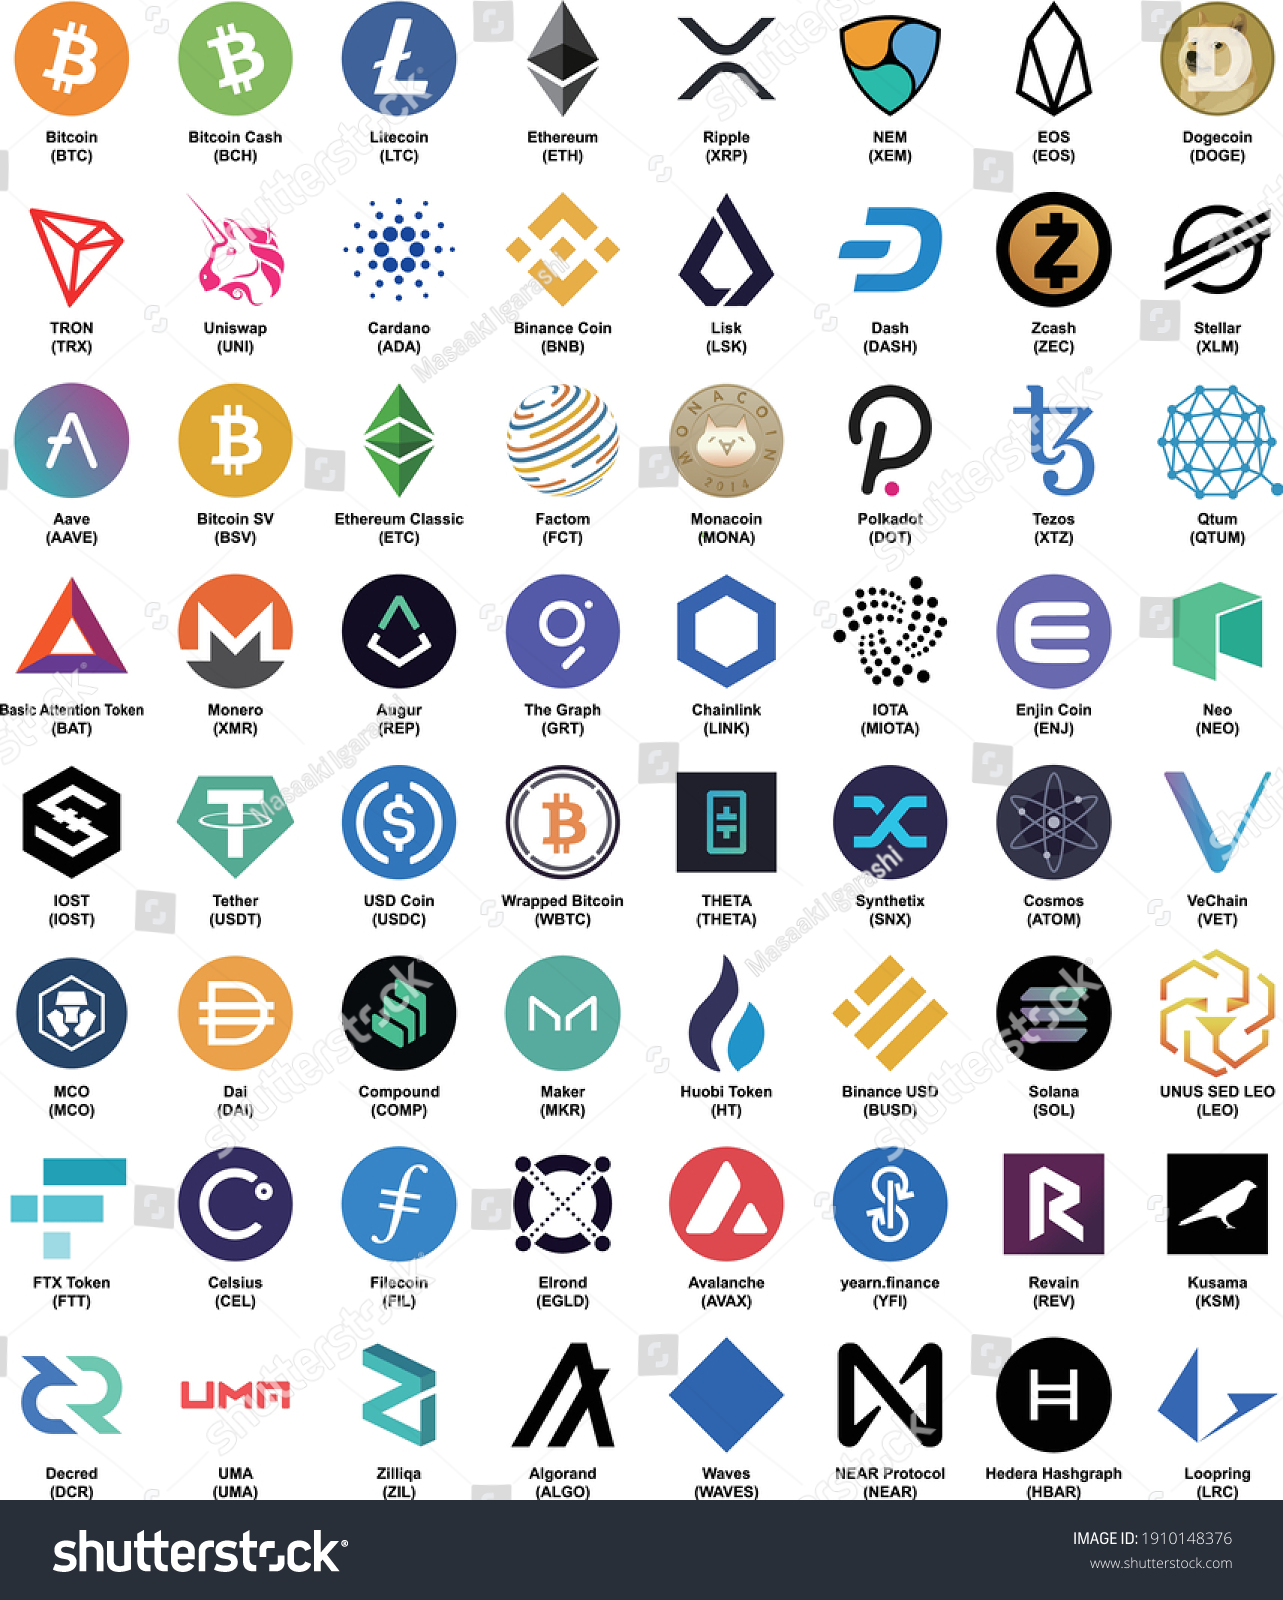 Bitcoin
(BTC)
Bitcoin Cash
(BCH)
Litecoin
(LTC)
Ethereum
(ETH)
Ripple
(XRP)
NEM
(XEM)
EOS
(EOS)
Dogecoin
(DOGE)
TRON
(TRX)
Uniswap
(UNI)
Cardano
(ADA)
Binance Coin
(BNB)
Lisk
(LSK)
Dash
(DASH)
Zcash
(ZEC)
Stellar
(XLM)
Aave
(AAVE)
Bitcoin SV
(BSV)
Ethereum Classic
(ETC)
Factom
(FCT)
MONACOIN
2014
Monacoin
(MONA)
Polkadot
(DOT)
Tezos
(XTZ)
Qtum
(QTUM)
Basic Attention Token
(BAT)
Monero
(XMR)
Augur
(REP)
The Graph
(GRT)
Chainlink
(LINK)
IOTA
(MIOTA)
Enjin Coin
(ENJ)
Neo
(NEO)
IOST
(IOST)
Tether
(USDT)
USD Coin
(USDC)
Wrapped Bitcoin
(WBTC)
THETA
(THETA)
Synthetix
(SNX)
Cosmos
(ATOM)
VeChain
(VET)
MCO
(MCO)
Dai
(DAI)
Compound
(COMP)
Maker
(MKR)
Huobi Token
(HT)
Binance USD
(BUSD)
Solana
(SOL)
UNUS SED LEO
(LEO)
FTX Token
(FTT)
Celsius
(CEL)
Filecoin
(FIL)
Elrond
(EGLD)
Avalanche
(AVAX)
yearn.finance
(YFI)
Revain
(REV)
Kusama
(KSM)
Decred
(DCR)
UMA
UMA
(UMA)
Zilliqa
(ZIL)
Algorand
(ALGO)
Waves
(WAVES)
NEAR Protocol
(NEAR)
Hedera Hashgraph
(HBAR)
Loopring
(LRC)
shutterstock
Masaaki Igarashi
shutterstock
IMAGE ID: 1910148376
www.shutterstock.com